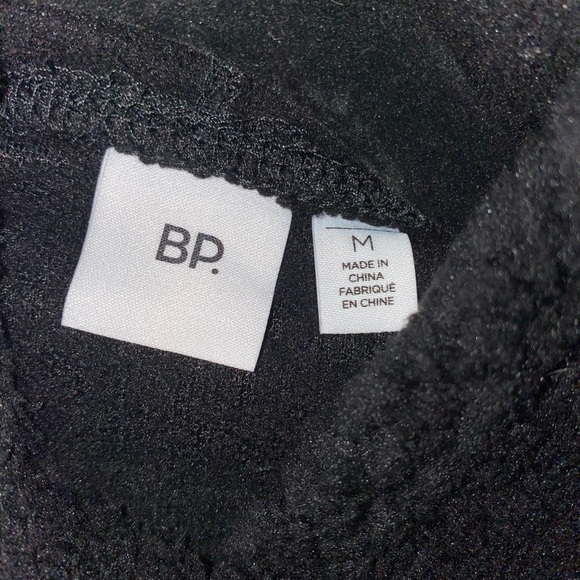 BP.
M
MADE IN
CHINA
FABRIQUÉ
EN CHINE